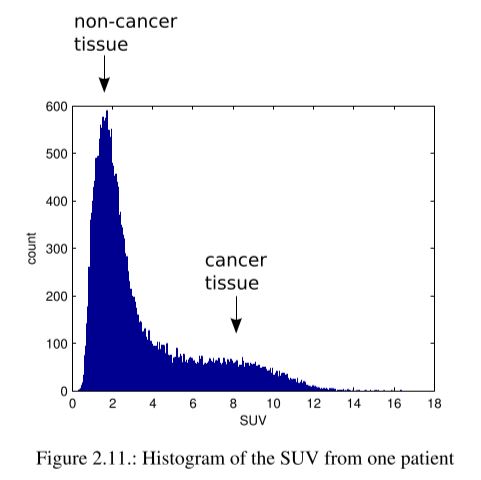 non-cancer
tissue
600
500
400
300
200
100
0
count
cancer
tissue
0 2 4 6 8 10 12 14 16 18
SUV
Figure 2.11.: Histogram of the SUV from one patient